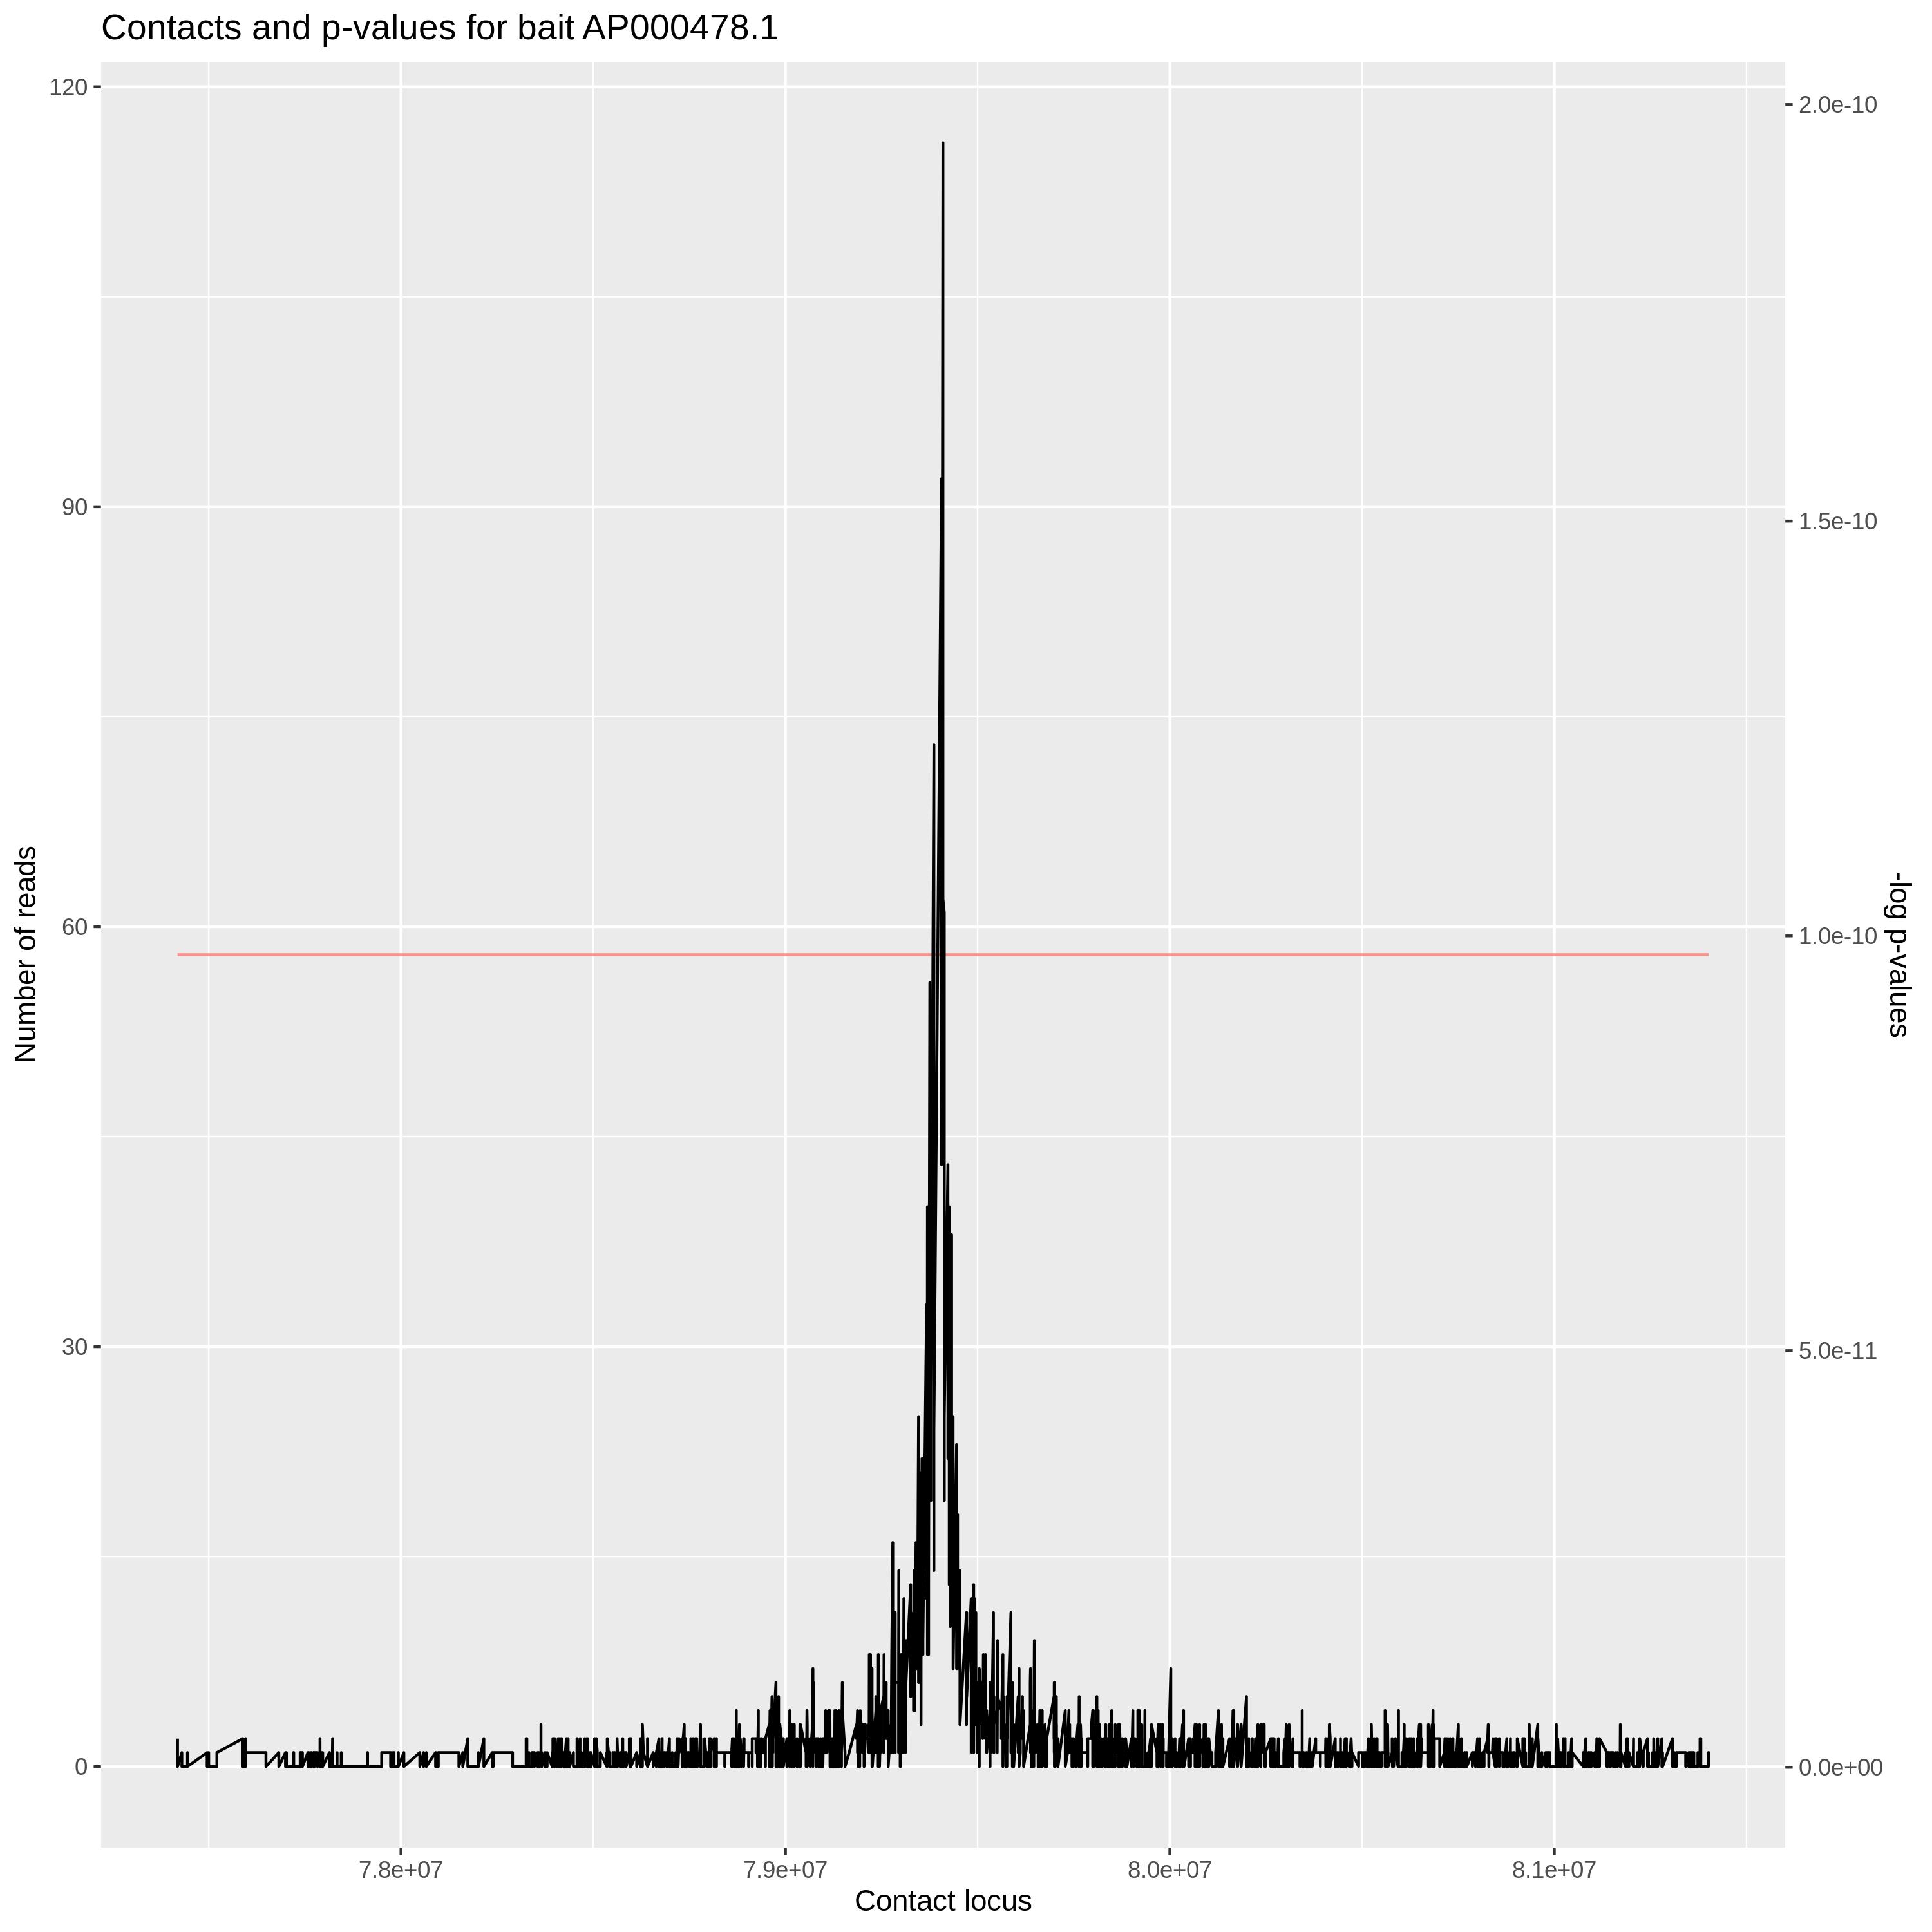 Contacts and p-values for bait AP000478.1
120
90
60
30
0
Number of reads
2.0e-10
1.5e-10
1.0e-10
5.0e-11
0.0e+00
-log p-values
7.8e+07
7.9e+07
8.0e+07
8.1e+07
Contact locus